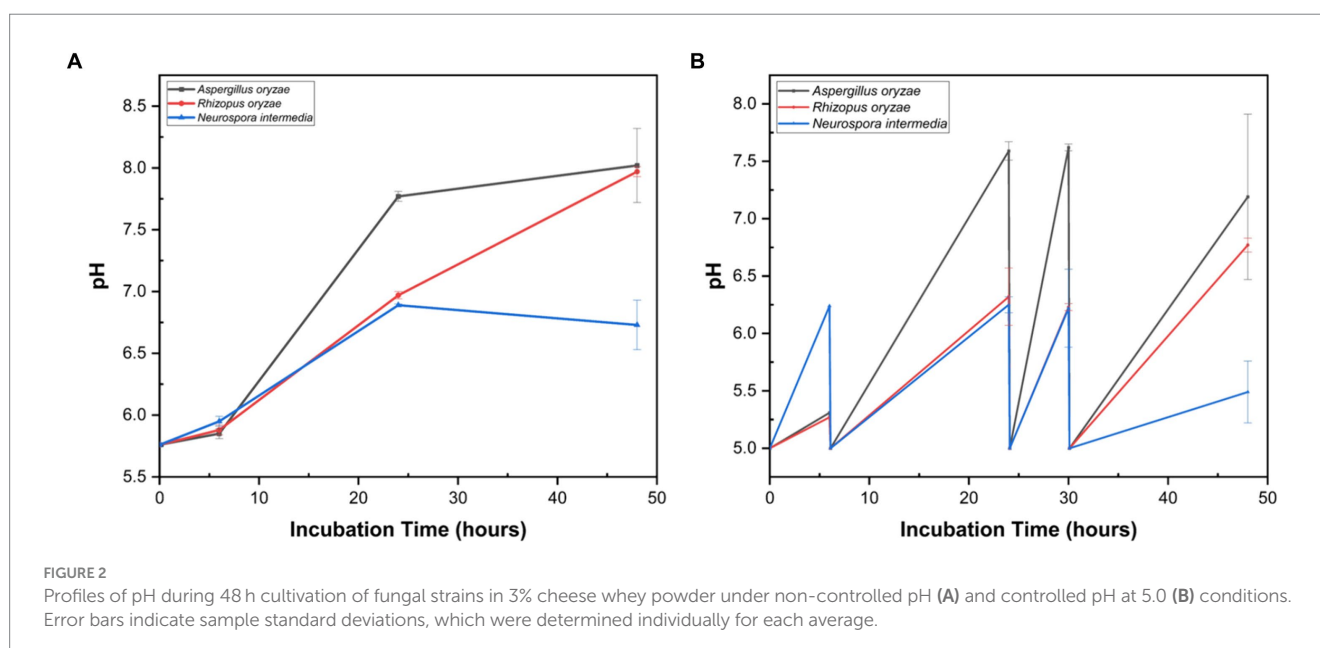 A
Aspergillus oryzae
Rhizopus oryzae
Neurospora intermedia
8.5
8.0
7.5
7.0
6.5
6.0
5.5
pH
0 10 20 30 40 50
Incubation Time (hours)
B
Aspergillus oryzae
Rhizopus oryzae
Neurospora intermedia
8.0
7.5
7.0
6.5
6.0
5.5
5.0
pH
0 10 20 30 40 50
Incubation Time (hours)
FIGURE 2
Profiles of pH during 48 h cultivation of fungal strains in 3% cheese whey powder under non-controlled pH (A) and controlled pH at 5.0 (B) conditions.
Error bars indicate sample standard deviations, which were determined individually for each average.